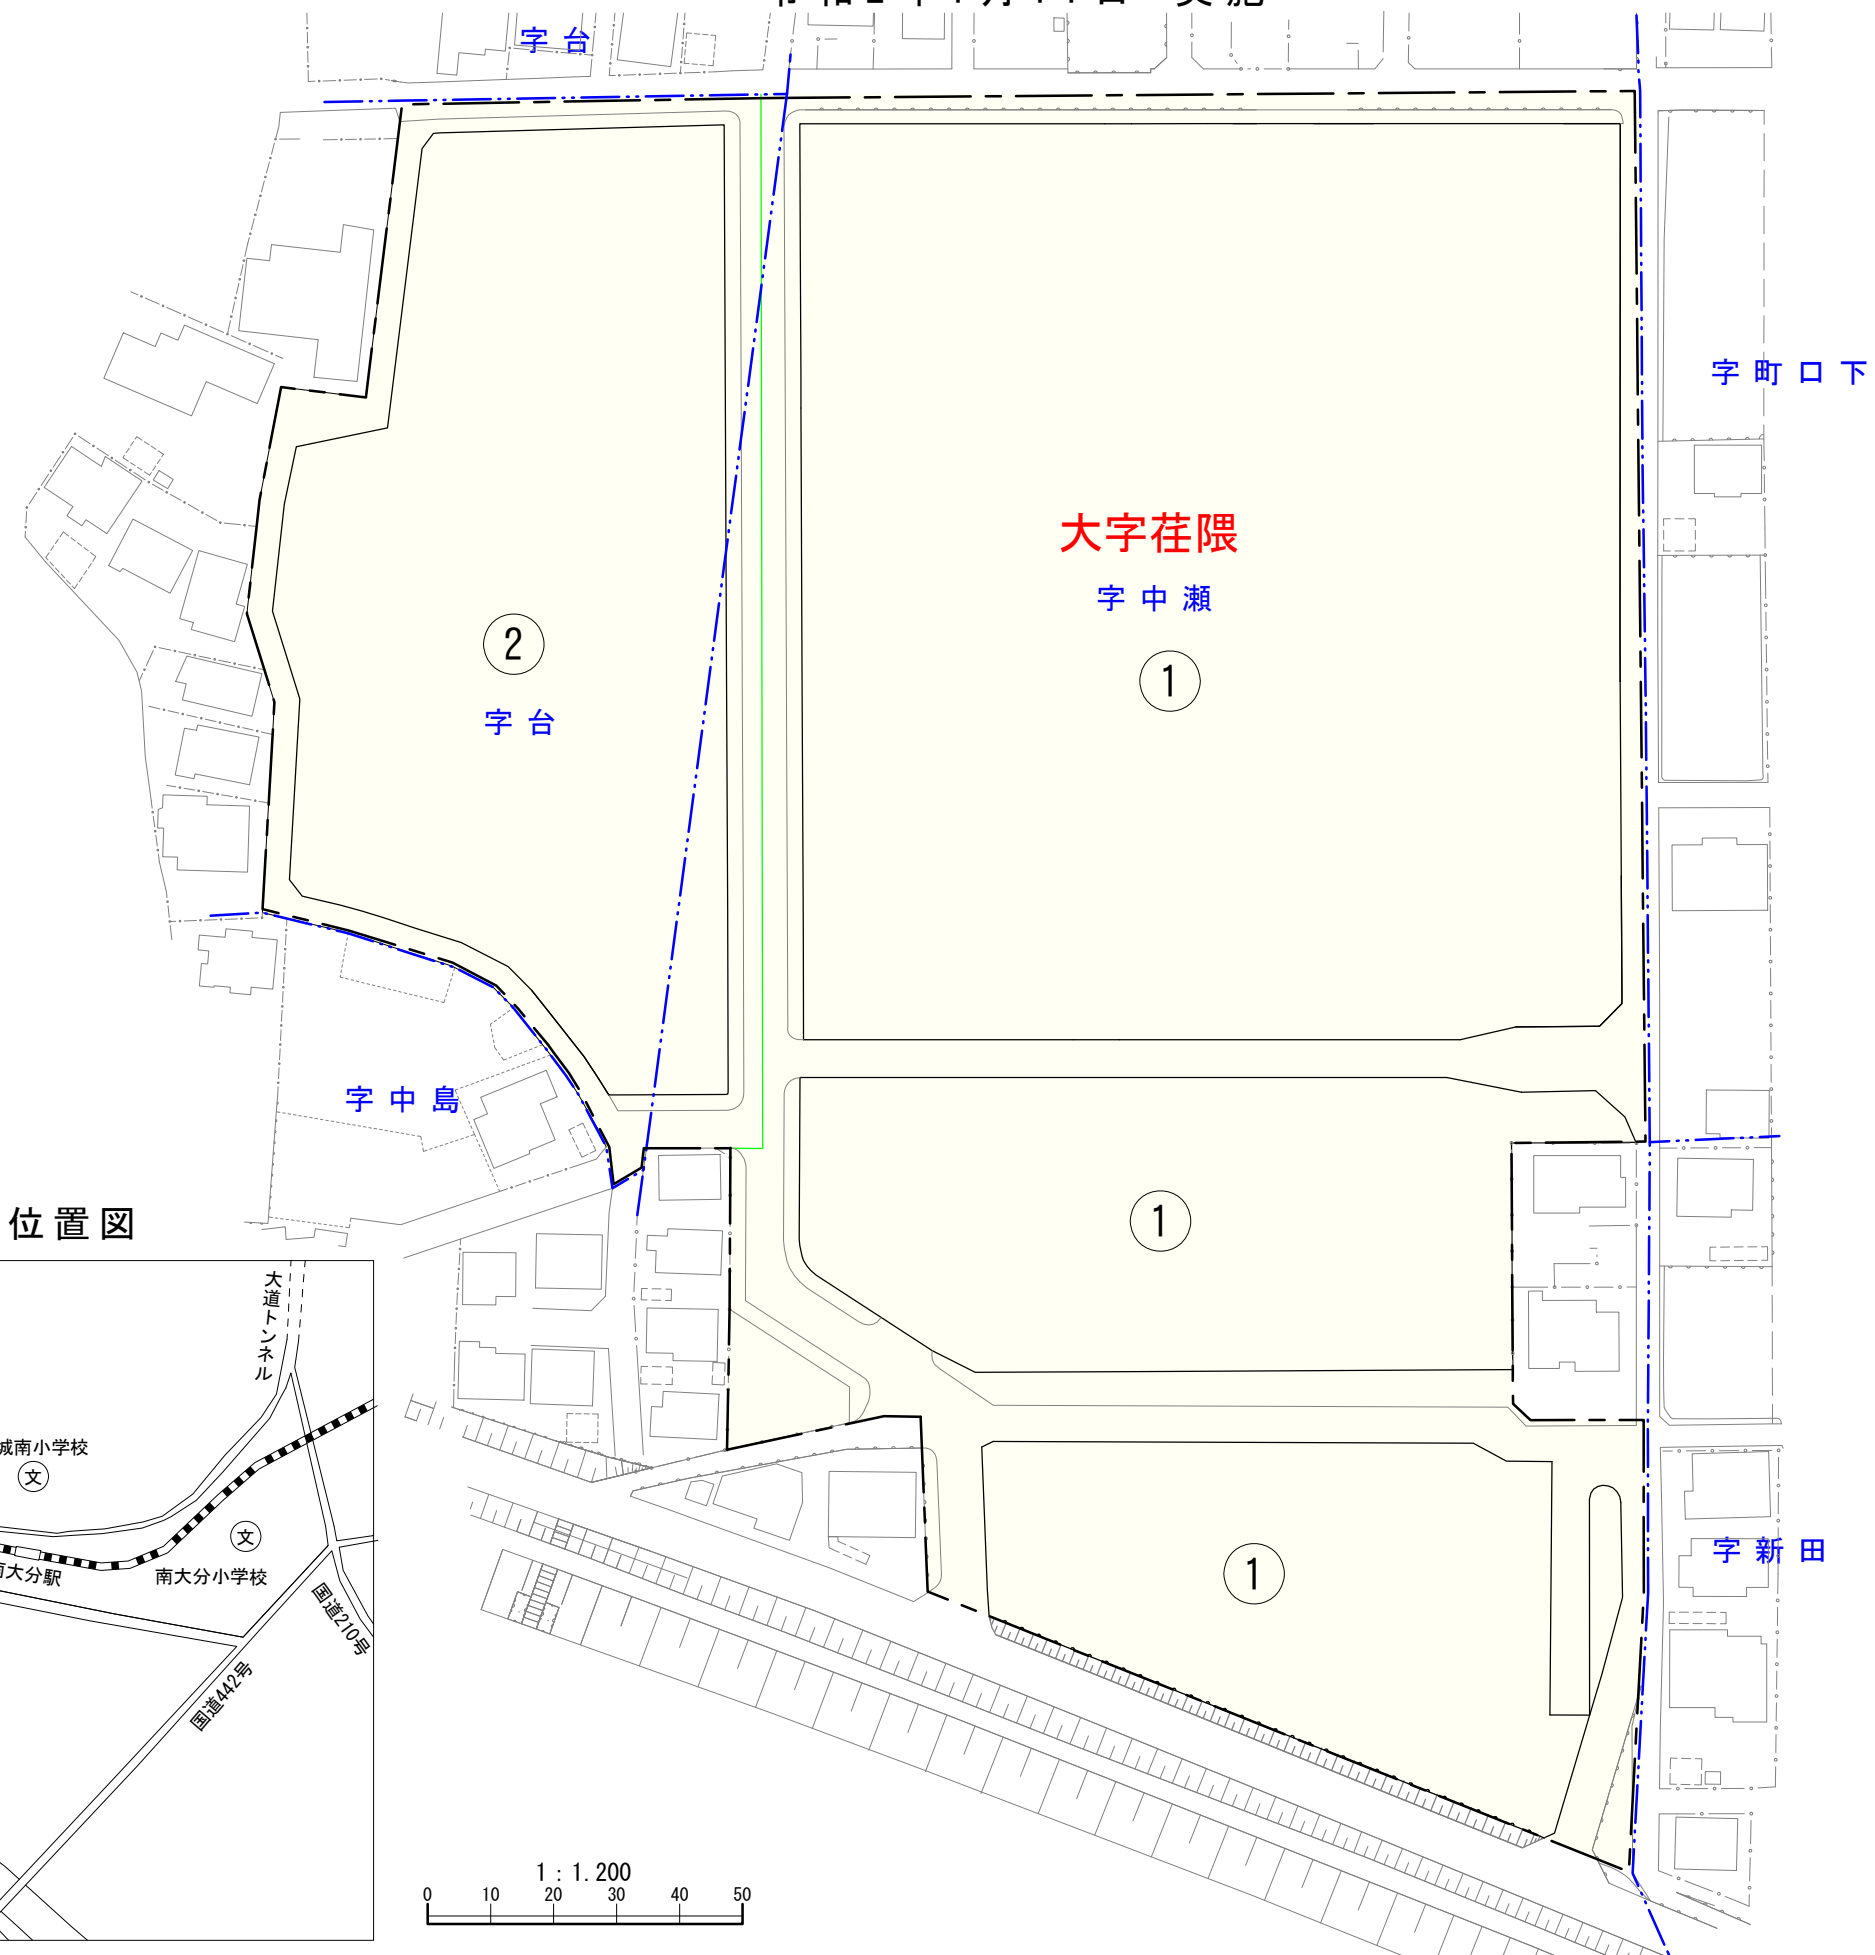 字台
字町口下
大字荏隈
字中瀬
1
2
字台
字中島
1
位置図
大道トンネル
城南小学校
文
文
南大分小学校
大分駅
国道210号
国道442号
1
字新田
1:1.200
0 10 20 30 40 50